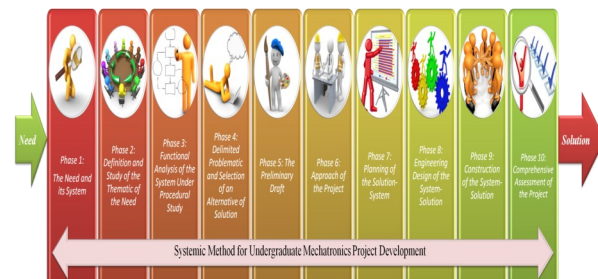 Need
Phase 1:
The Need and
its System
Phase 2:
Definition and
Study of the
Thematic of
the Need
Phase 3:
Functional
Analysis of the
System Under
Procedural
Study
Phase 4:
Delimited
Problematic
and Selection
of an
Alternative of
Solution
Phase 5: The
Preliminary
Draft
Phase 6:
Approach of
the Project
Phase 7:
Planning of
the Solution-
System
Phase 8:
Engineering
Design of the
System-
Solution
Phase 9:
Construction
of the System-
Solution
Phase 10:
Comprehensive
Assessment of
the Project
Solution
Systemic Method for Undergraduate Mechatronics Project Development